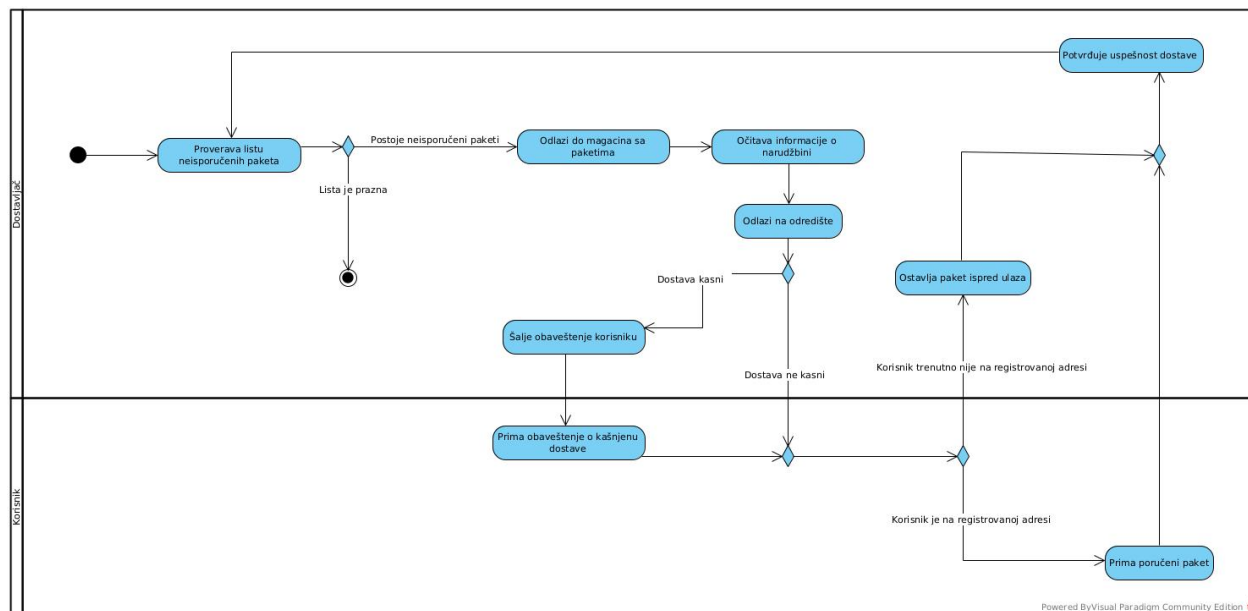 Dostavljač
Potvrđuje uspešnost dostave
Proverava listu
neisporučenih paketa
Postoje neisporučeni paketi
Odlazi do magacina sa
paketima
Očitava informacije o
narudžbini
Lista je prazna
Odlazi na odredište
Dostava kasni
Ostavlja paket ispred ulaza
Šalje obaveštenje korisniku
Dostava ne kasni
Korisnik trenutno nije na registrovanoj adresi
Korisnik
Prima obaveštenje o kašnjenu
dostave
Korisnik je na registrovanoj adresi
Prima poručeni paket
Powered ByVisual Paradigm Community Edition